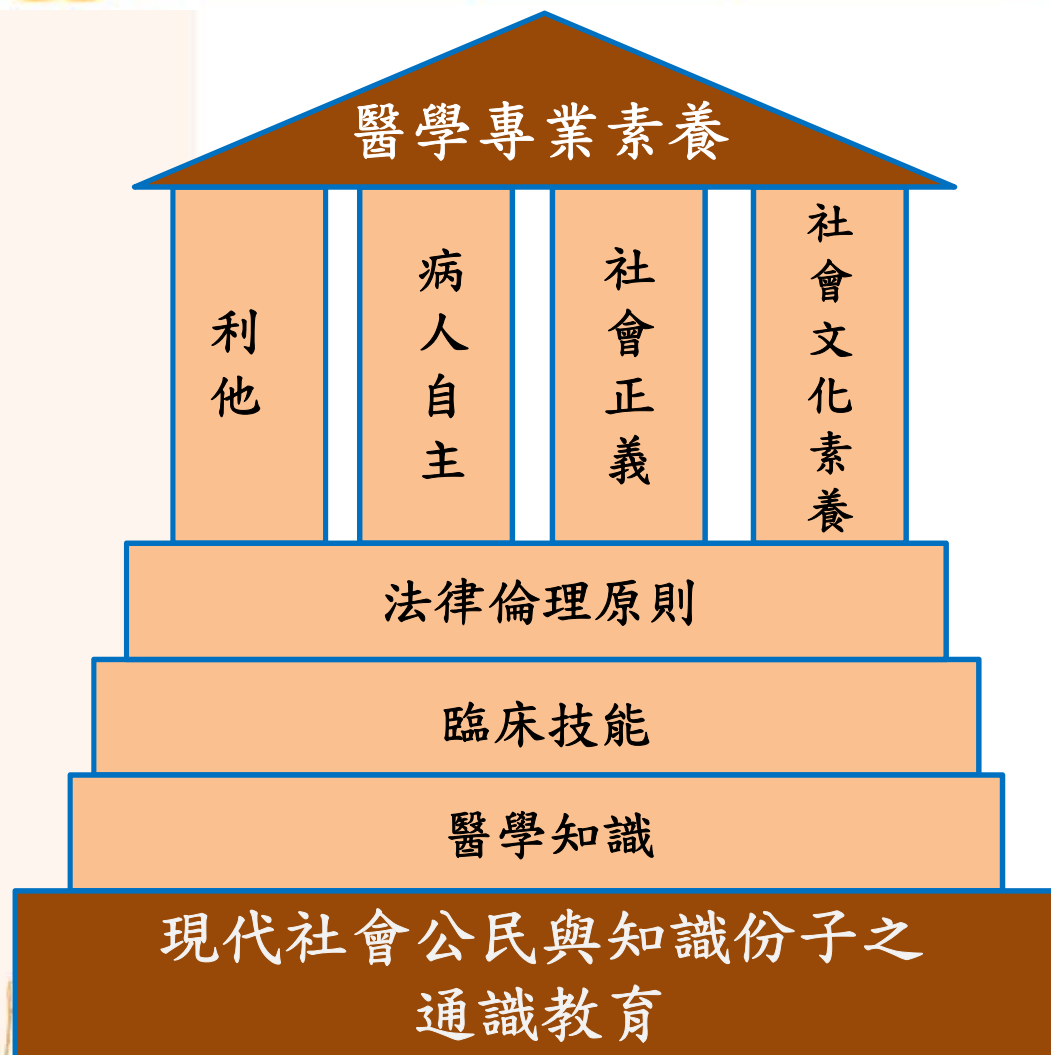 醫學專業素養
利他
病人自主
社會正義
社會文化素養
法律倫理原則
臨床技能
醫學知識
現代社會公民與知識份子之
通識教育